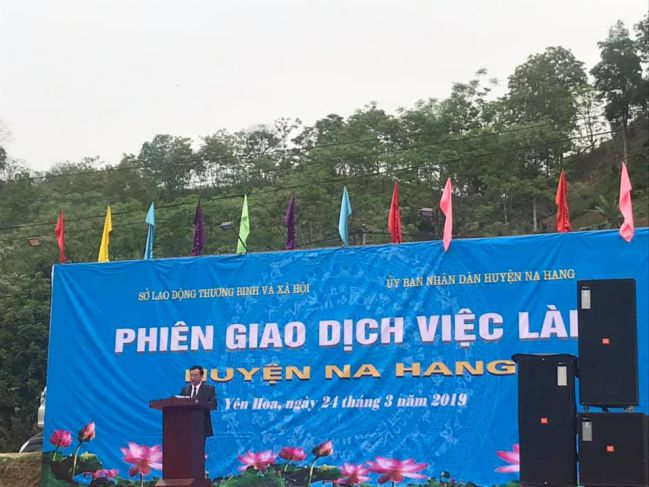 SỞ LAO ĐỘNG THƯƠNG BINH VÀ XÃ HỘI
ỦY BAN NHÂN DÂN HUYỆN NA HANG
PHIÊN GIAO DỊCH VIỆC LÀ
HUYỆN NA HANG
Yên Hoa, ngày 24 tháng 3 năm 2019